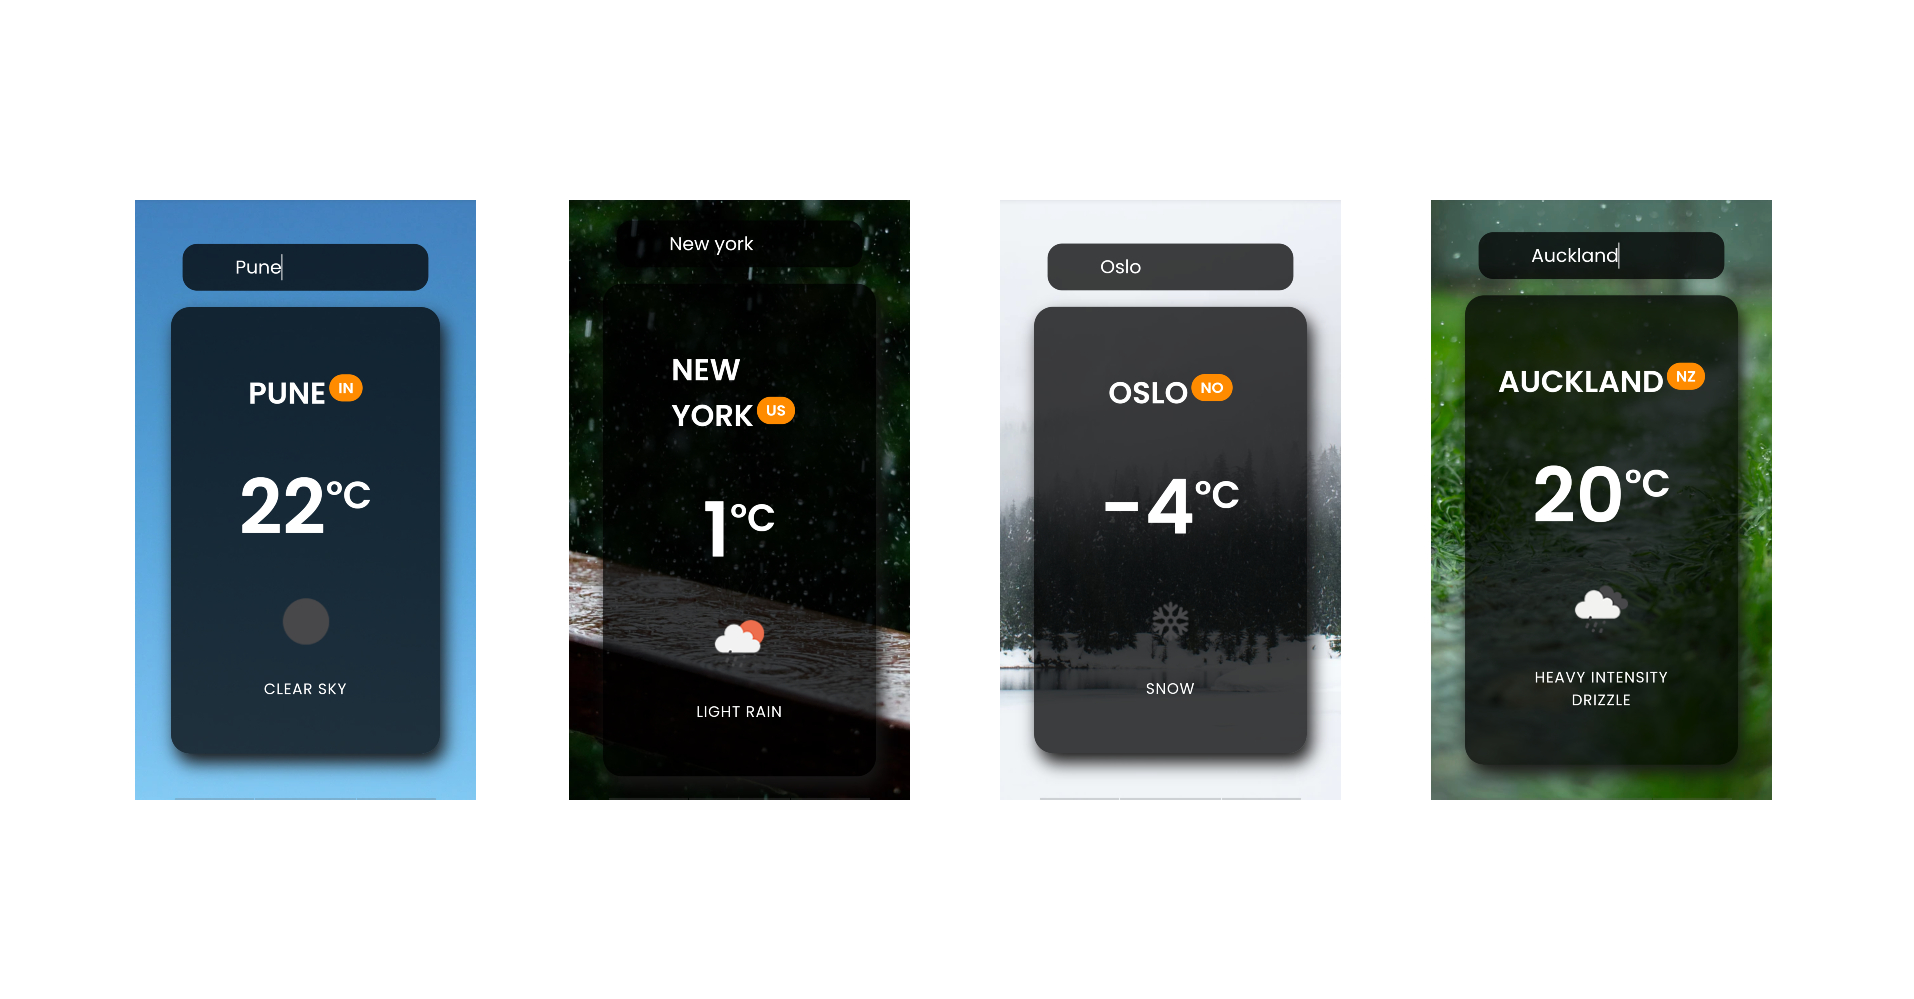 Pune
PUNE IN
22°C
CLEAR SKY
New york
NEW
YORK US
1°C
LIGHT RAIN
Oslo
OSLO NO
-4°C
SNOW
Auckland
AUCKLAND NZ
20°C
HEAVY INTENSITY
DRIZZLE